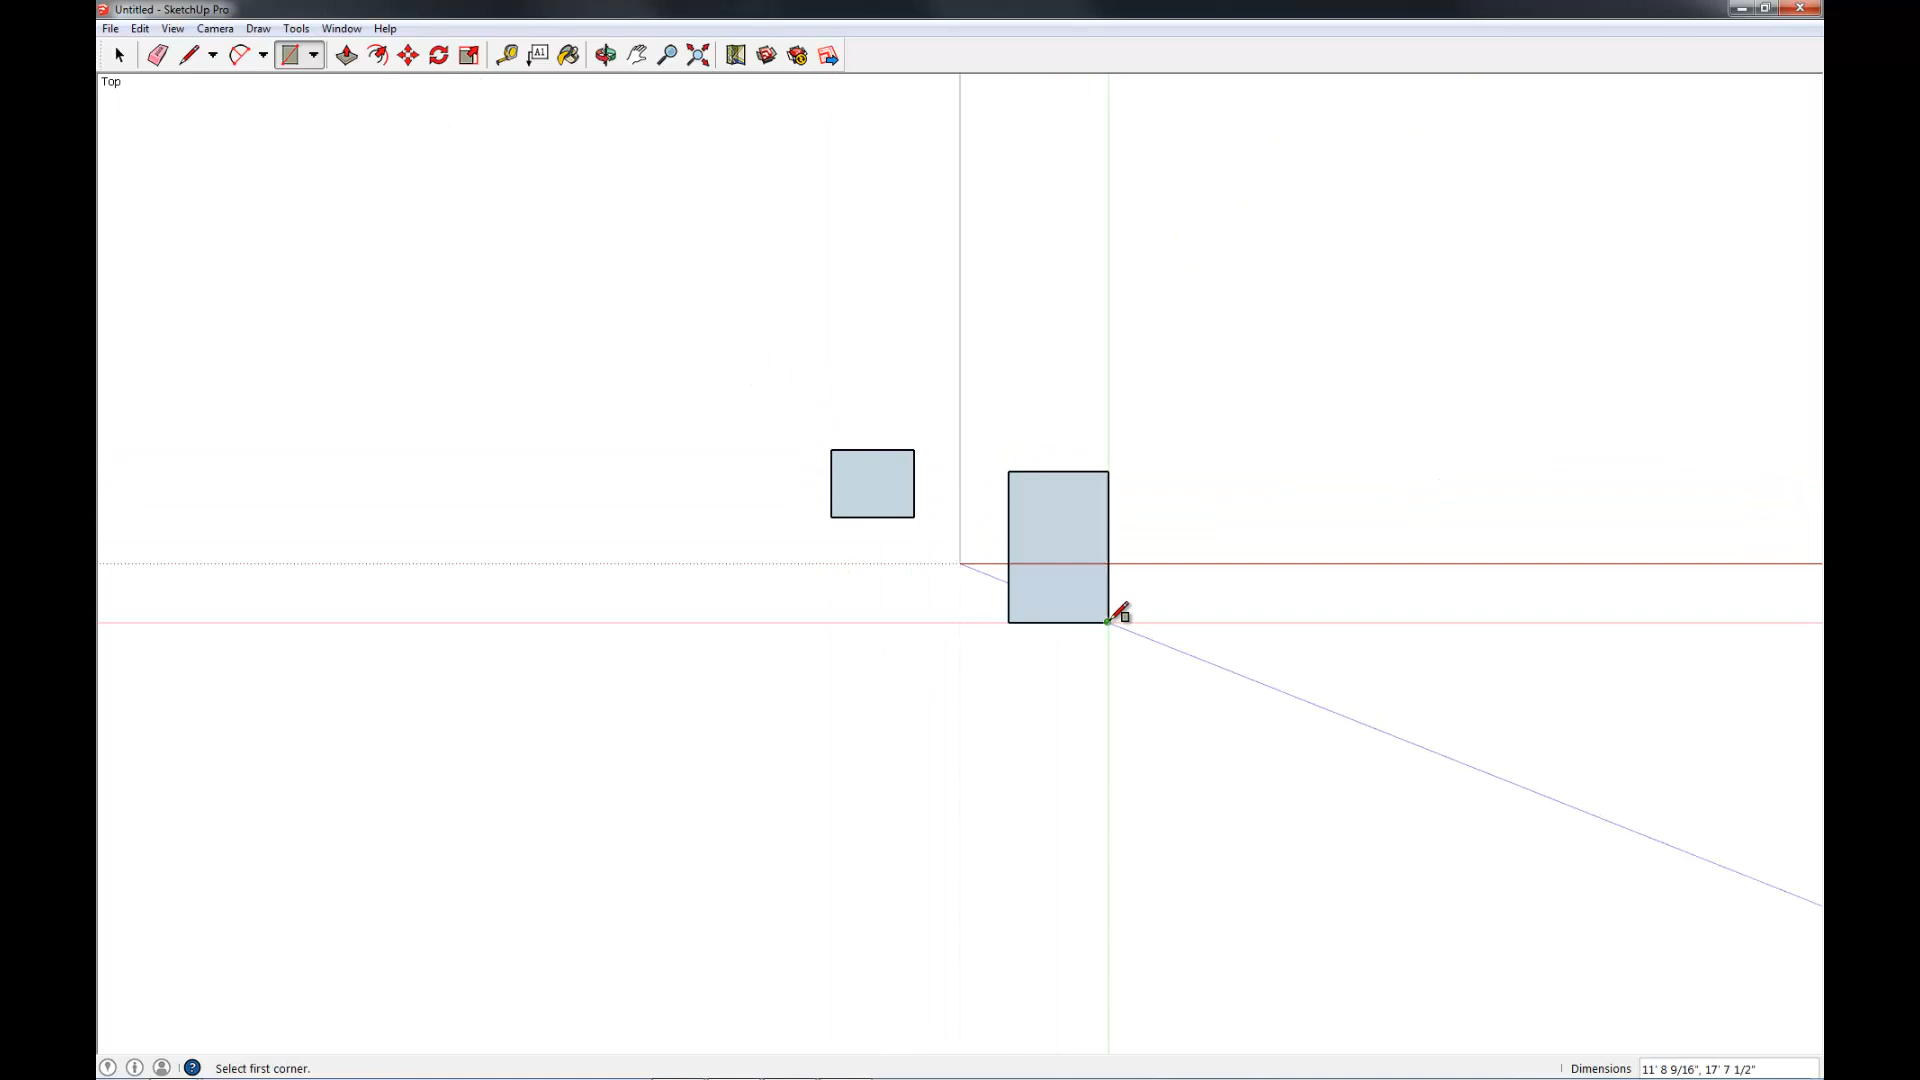 Untitled - SketchUp Pro
File Edit View Camera Draw Tools Window Help
A1
Top
Select first corner.
Dimensions 11' 8 9/16", 17' 7 1/2"